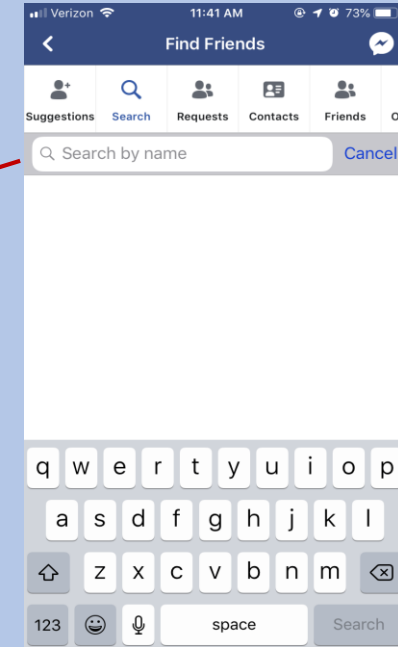 Verizon 11:41 AM 73%
Find Friends
Suggestions Search Requests Contacts Friends O
Search by name Cancel
q w e r t y u i o p
a s d f g h j k l
z x c v b n m
123 space Search